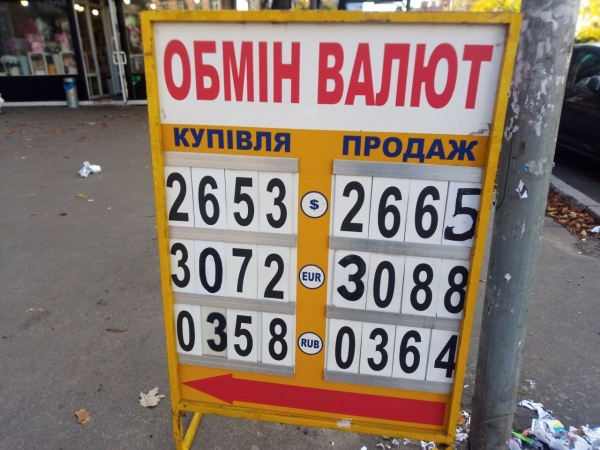 ОБМІН ВАЛЮТ
КУПІВЛЯ ПРОДАЖ
2653 $ 2665
3072 EUR 3088
0358 RUB 0364